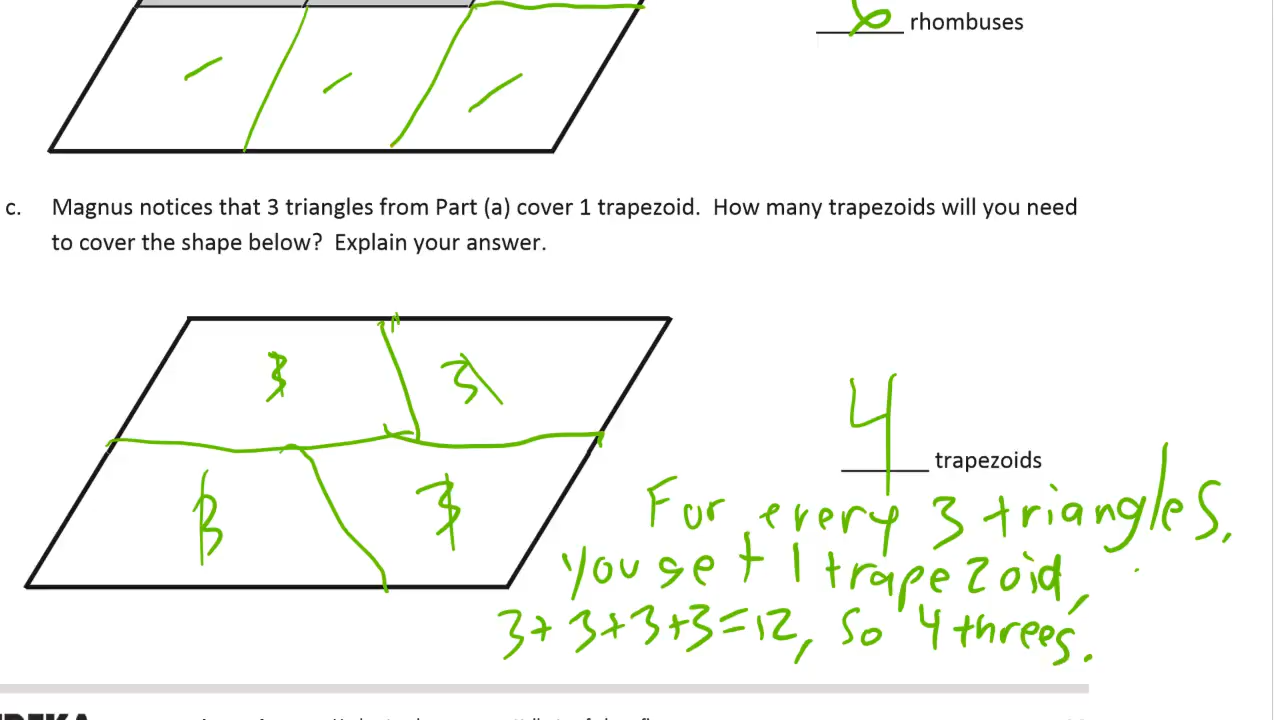 6 rhombuses
c. Magnus notices that 3 triangles from Part (a) cover 1 trapezoid. How many trapezoids will you need
to cover the shape below? Explain your answer.
3 3
3 3
4
trapezoids
For every 3 triangles,
you get 1 trapezoid,
3+3+3+3=12, so 4 threes.